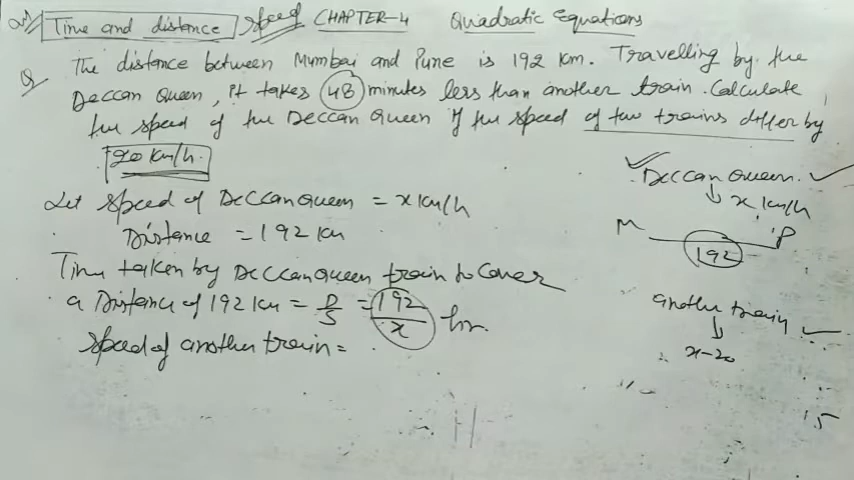 Time and distance speed CHAPTER-4 Quadratic Equations
Q The distance between Mumbai and Pune is 192 km. Travelling by the
Deccan Queen, it takes 48 minutes less than another train. Calculate
the speed of the Deccan Queen if the speed of two trains differ by
20 km/h.
Let speed of Deccan Queen = x km/h
Distance = 192 km
Time taken by Deccan Queen train to cover
a Distance of 192 km = D/S = 192/x hr.
Speed of another train =
Deccan Queen.
x km/h
M P
192
another train
x-20
15